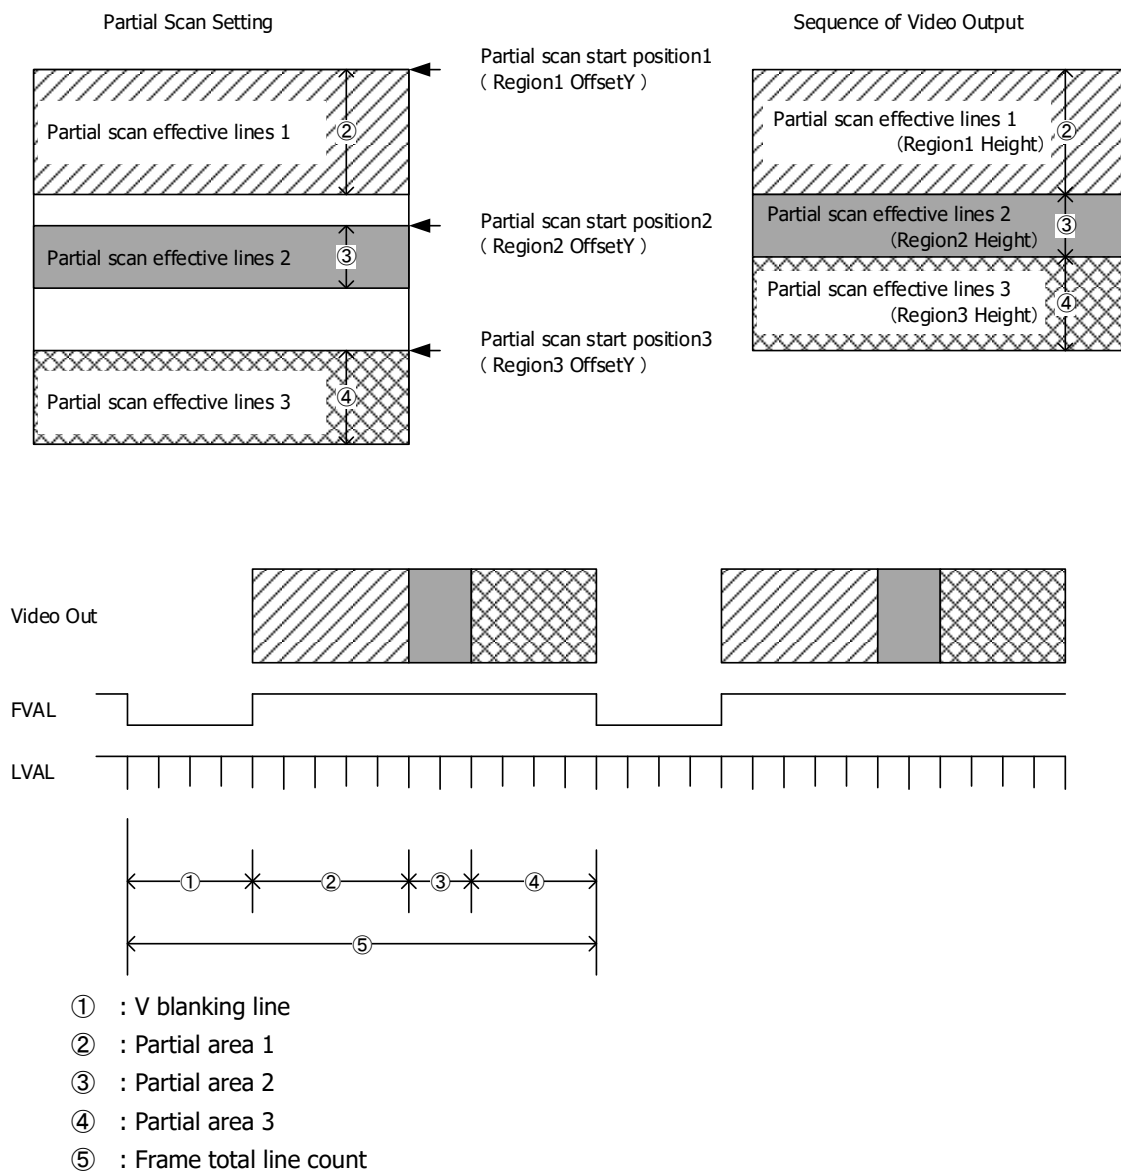 Partial Scan Setting
Sequence of Video Output
Partial scan start position1
( Region1 OffsetY )
Partial scan effective lines 1
②
Partial scan start position2
( Region2 OffsetY )
Partial scan effective lines 2
③
Partial scan start position3
( Region3 OffsetY )
Partial scan effective lines 3
④
Partial scan effective lines 1
(Region1 Height)
②
Partial scan effective lines 2
(Region2 Height)
③
Partial scan effective lines 3
(Region3 Height)
④
Video Out
FVAL
LVAL
① ② ③ ④
⑤
① : V blanking line
② : Partial area 1
③ : Partial area 2
④ : Partial area 3
⑤ : Frame total line count